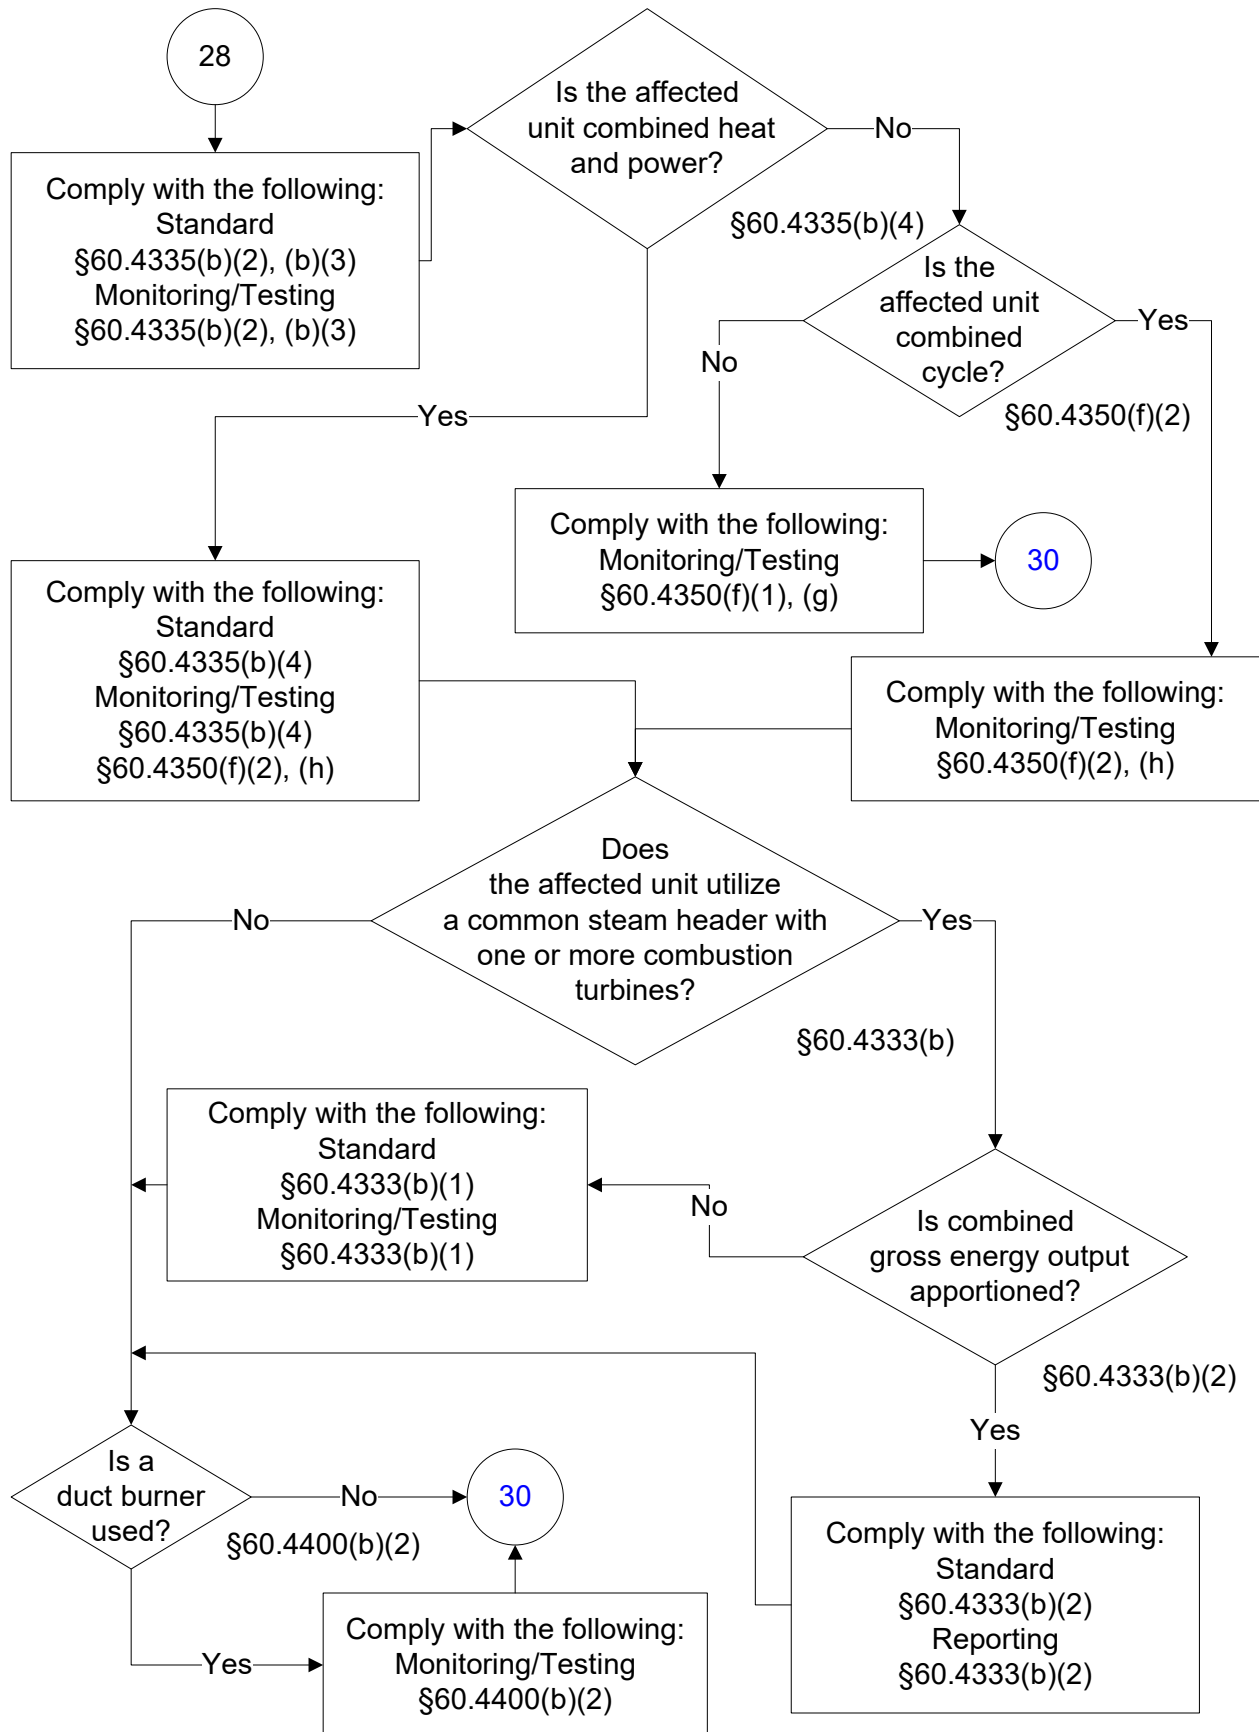 28
Is the affected
unit combined heat
and power?
No
Comply with the following:
Standard
§60.4335(b)(2), (b)(3)
Monitoring/Testing
§60.4335(b)(2), (b)(3)
§60.4335(b)(4)
Is the
affected unit
combined
cycle?
Yes
No
§60.4350(f)(2)
Yes
Comply with the following:
Monitoring/Testing
§60.4350(f)(1), (g)
30
Comply with the following:
Standard
§60.4335(b)(4)
Monitoring/Testing
§60.4335(b)(4)
§60.4350(f)(2), (h)
Comply with the following:
Monitoring/Testing
§60.4350(f)(2), (h)
Does
the affected unit utilize
a common steam header with
one or more combustion
turbines?
No
Yes
§60.4333(b)
Comply with the following:
Standard
§60.4333(b)(1)
Monitoring/Testing
§60.4333(b)(1)
No
Is combined
gross energy output
apportioned?
§60.4333(b)(2)
Yes
Is a
duct burner
used?
No
30
§60.4400(b)(2)
Comply with the following:
Standard
§60.4333(b)(2)
Reporting
§60.4333(b)(2)
Yes
Comply with the following:
Monitoring/Testing
§60.4400(b)(2)